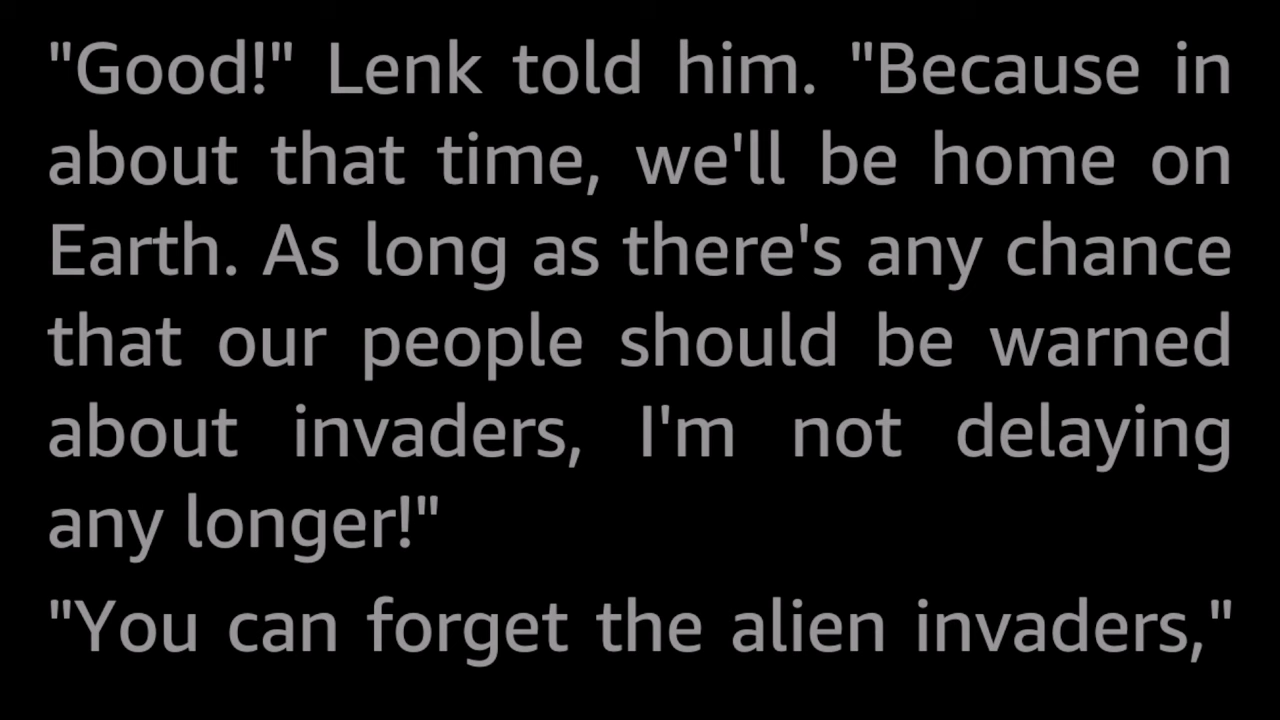 "Good!" Lenk told him. "Because in
about that time, we'll be home on
Earth. As long as there's any chance
that our people should be warned
about invaders, I'm not delaying
any longer!"
"You can forget the alien invaders,"